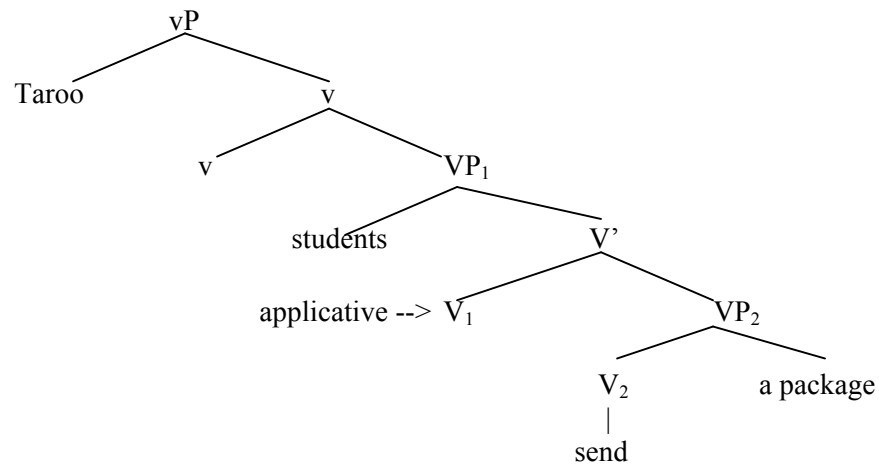 vP
Taroo v
v VP₁
students V’
applicative --> V₁ VP₂
V₂ a package
|
send